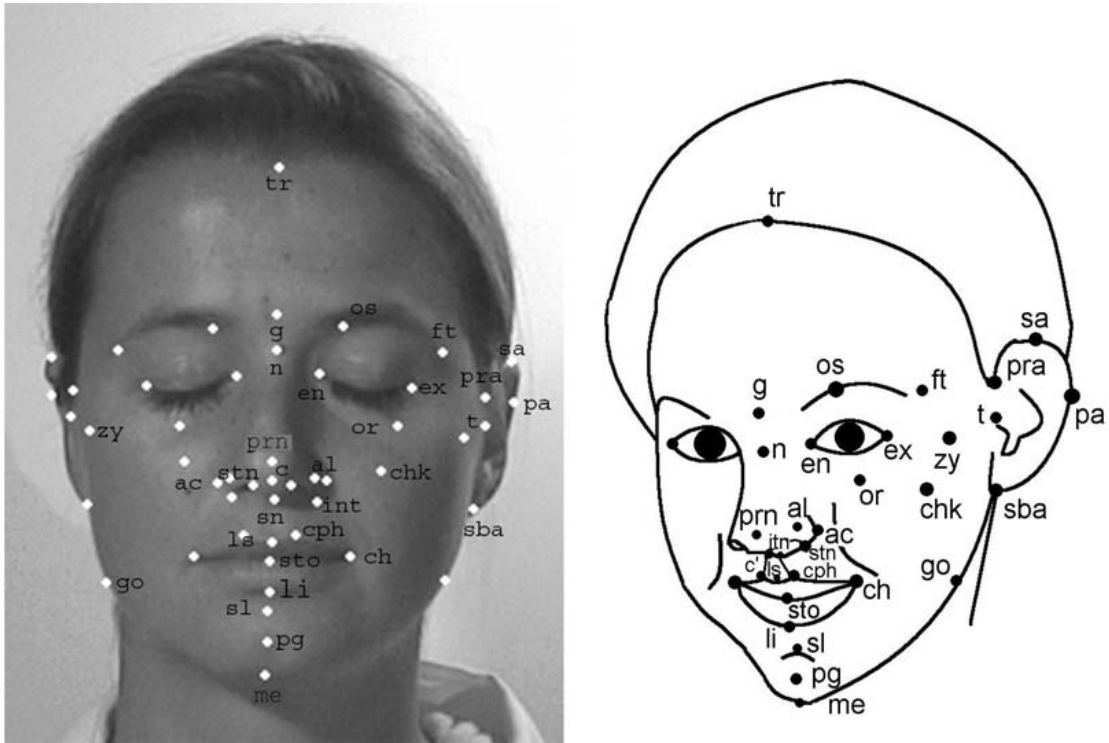 tr
os
g
ft
n
sa
en
pra
ex
pa
zy
or
t
prn
c
al
stn
chk
ac
int
sn
sba
cph
ls
sto
ch
go
li
sl
pg
me
tr
sa
pra
os
ft
g
t
pa
n
en
ex
zy
or
chk
sba
al
prn
ac
itn
stn
c'
ls
cph
go
ch
sto
li
sl
pg
me